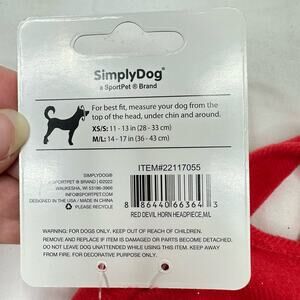 SimplyDog®
a SportPet ® Brand
For best fit, measure your dog from the
top of the head, under chin and around.
XS/S: 11 - 13 in (28 - 33 cm)
M/L: 14 - 17 in (36 - 43 cm)
ITEM#22117055
SIMPLYDOG®
A SPORTPET ® BRAND | ©2022
WAUKESHA, WI 53186-3966
INFO@SPORTPET.COM
DESIGNED IN THE USA / MADE IN CHINA
PLEASE RECYCLE
8 86440 66364 3
RED DEVIL HORN HEADPIECE,M/L
WARNING: FOR DOGS ONLY. KEEP OUT OF REACH OF CHILDREN.
REMOVE AND REPLACE IF ITEM IS DAMAGED OR PARTS BECOME DETACHED.
DO NOT LEAVE DOG UNATTENDED WHILE USING THIS ITEM. KEEP AWAY
FROM FIRE. FOR DECORATIVE PURPOSE ONLY.